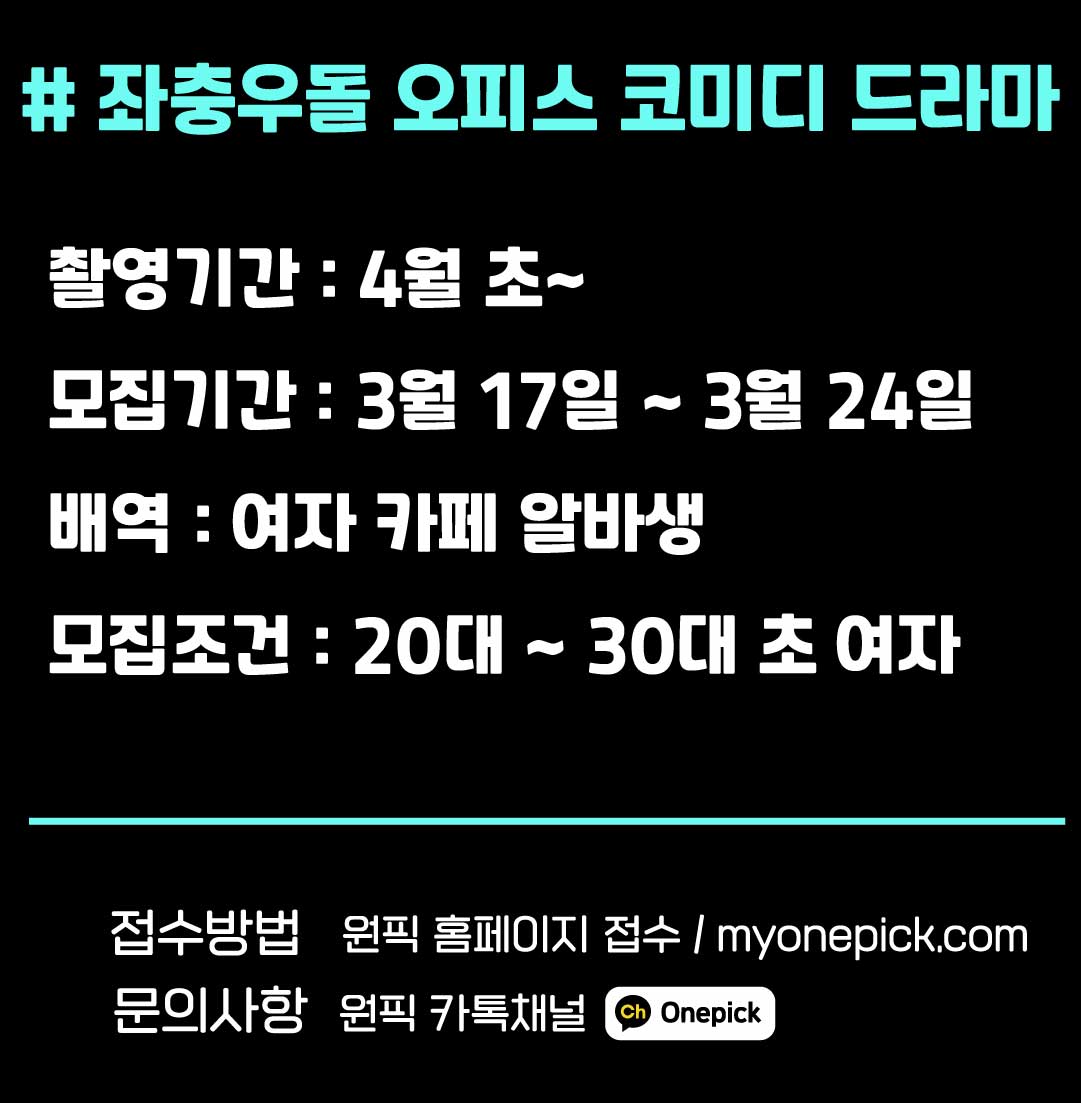 # 좌충우돌 오피스 코미디 드라마
촬영기간 : 4월 초~
모집기간 : 3월 17일 ~ 3월 24일
배역 : 여자 카페 알바생
모집조건 : 20대 ~ 30대 초 여자
접수방법 원픽 홈페이지 접수 / myonepick.com
문의사항 원픽 카톡채널 Ch Onepick